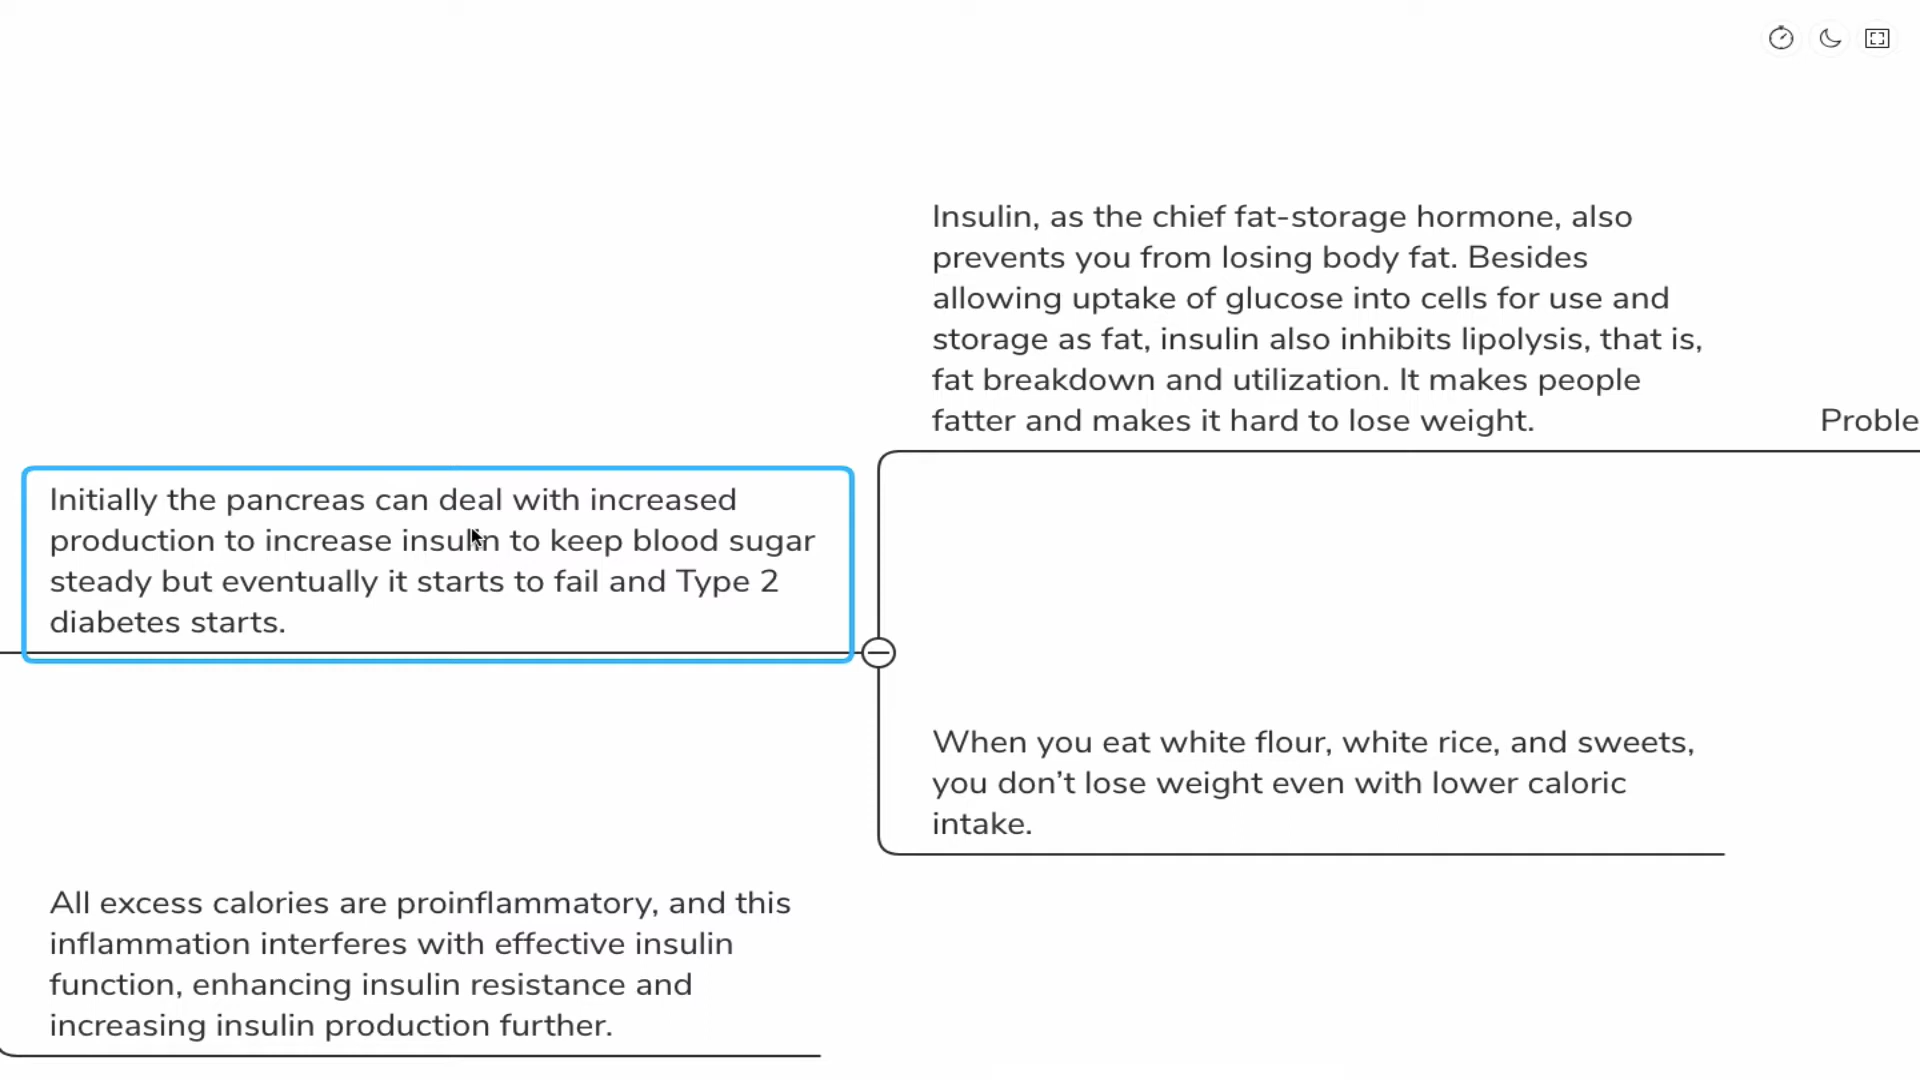 Insulin, as the chief fat-storage hormone, also
prevents you from losing body fat. Besides
allowing uptake of glucose into cells for use and
storage as fat, insulin also inhibits lipolysis, that is,
fat breakdown and utilization. It makes people
fatter and makes it hard to lose weight.
Proble
Initially the pancreas can deal with increased
production to increase insulin to keep blood sugar
steady but eventually it starts to fail and Type 2
diabetes starts.
When you eat white flour, white rice, and sweets,
you don’t lose weight even with lower caloric
intake.
All excess calories are proinflammatory, and this
inflammation interferes with effective insulin
function, enhancing insulin resistance and
increasing insulin production further.